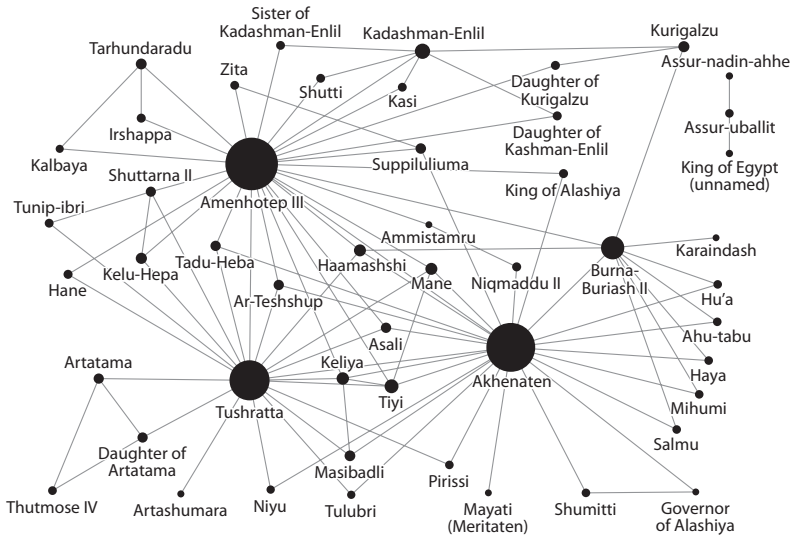 Sister of
Kadashman-Enlil
Kadashman-Enlil
Kurigalzu
Tarhundaradu
Assur-nadin-ahhe
Zita
Shutti
Daughter of
Kurigalzu
Kasi
Irshappa
Assur-uballit
Daughter of
Kashman-Enlil
Kalbaya
Suppiluliuma
King of Egypt
(unnamed)
Shuttarna II
King of Alashiya
Amenhotep III
Tunip-ibri
Ammistamru
Karaindash
Tadu-Heba
Haamashshi
Kelu-Hepa
Burna-
Buriash II
Mane
Niqmaddu II
Hane
Ar-Teshshup
Hu'a
Ahu-tabu
Asali
Artatama
Keliya
Haya
Akhenaten
Tiyi
Mihumi
Tushratta
Salmu
Daughter of
Artatama
Masibadli
Pirissi
Thutmose IV
Artashumara
Niyu
Tulubri
Mayati
(Meritaten)
Shumitti
Governor
of Alashiya